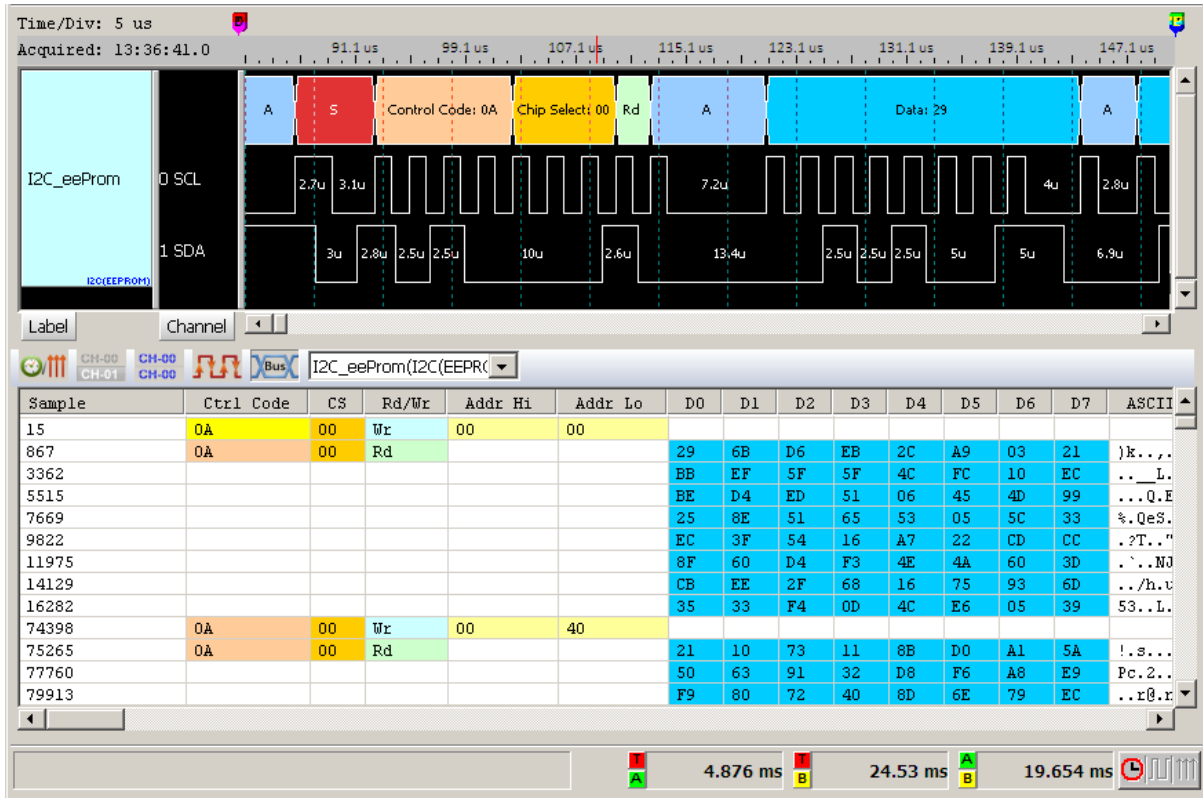 Time/Div: 5 us
Acquired: 13:36:41.0 91.1 us 99.1 us 107.1 us 115.1 us 123.1 us 131.1 us 139.1 us 147.1 us
A S Control Code: 0A Chip Select: 00 Rd A Data: 29 A
I2C_eeProm 0 SCL 2.7u 3.1u 7.2u 4u 2.8u
1 SDA 3u 2.8u 2.5u 2.5u 10u 2.6u 13.4u 2.5u 2.5u 2.5u 5u 5u 6.9u
I2C(EEPROM)
Label Channel
CH-00 CH-01 CH-00 CH-00 Bus I2C_eeProm(I2C(EEPR(
Sample Ctrl Code CS Rd/Wr Addr Hi Addr Lo D0 D1 D2 D3 D4 D5 D6 D7 ASCII
15 0A 00 Wr 00 00
867 0A 00 Rd 29 6B D6 EB 2C A9 03 21 )k..,.
3362 BB EF 5F 5F 4C FC 10 EC ..__L.
5515 BE D4 ED 51 06 45 4D 99 ...Q.E
7669 25 8E 51 65 53 05 5C 33 %.QeS.
9822 EC 3F 54 16 A7 22 CD CC .?T.."
11975 8F 60 D4 F3 4E 4A 60 3D .`..NJ
14129 CB EE 2F 68 16 75 93 6D ../h.u
16282 35 33 F4 0D 4C E6 05 39 53..L.
74398 0A 00 Wr 00 40
75265 0A 00 Rd 21 10 73 11 8B D0 A1 5A !.s...
77760 50 63 91 32 D8 F6 A8 E9 Pc.2..
79913 F9 80 72 40 8D 6E 79 EC ..r@.n
T A 4.876 ms T B 24.53 ms A B 19.654 ms